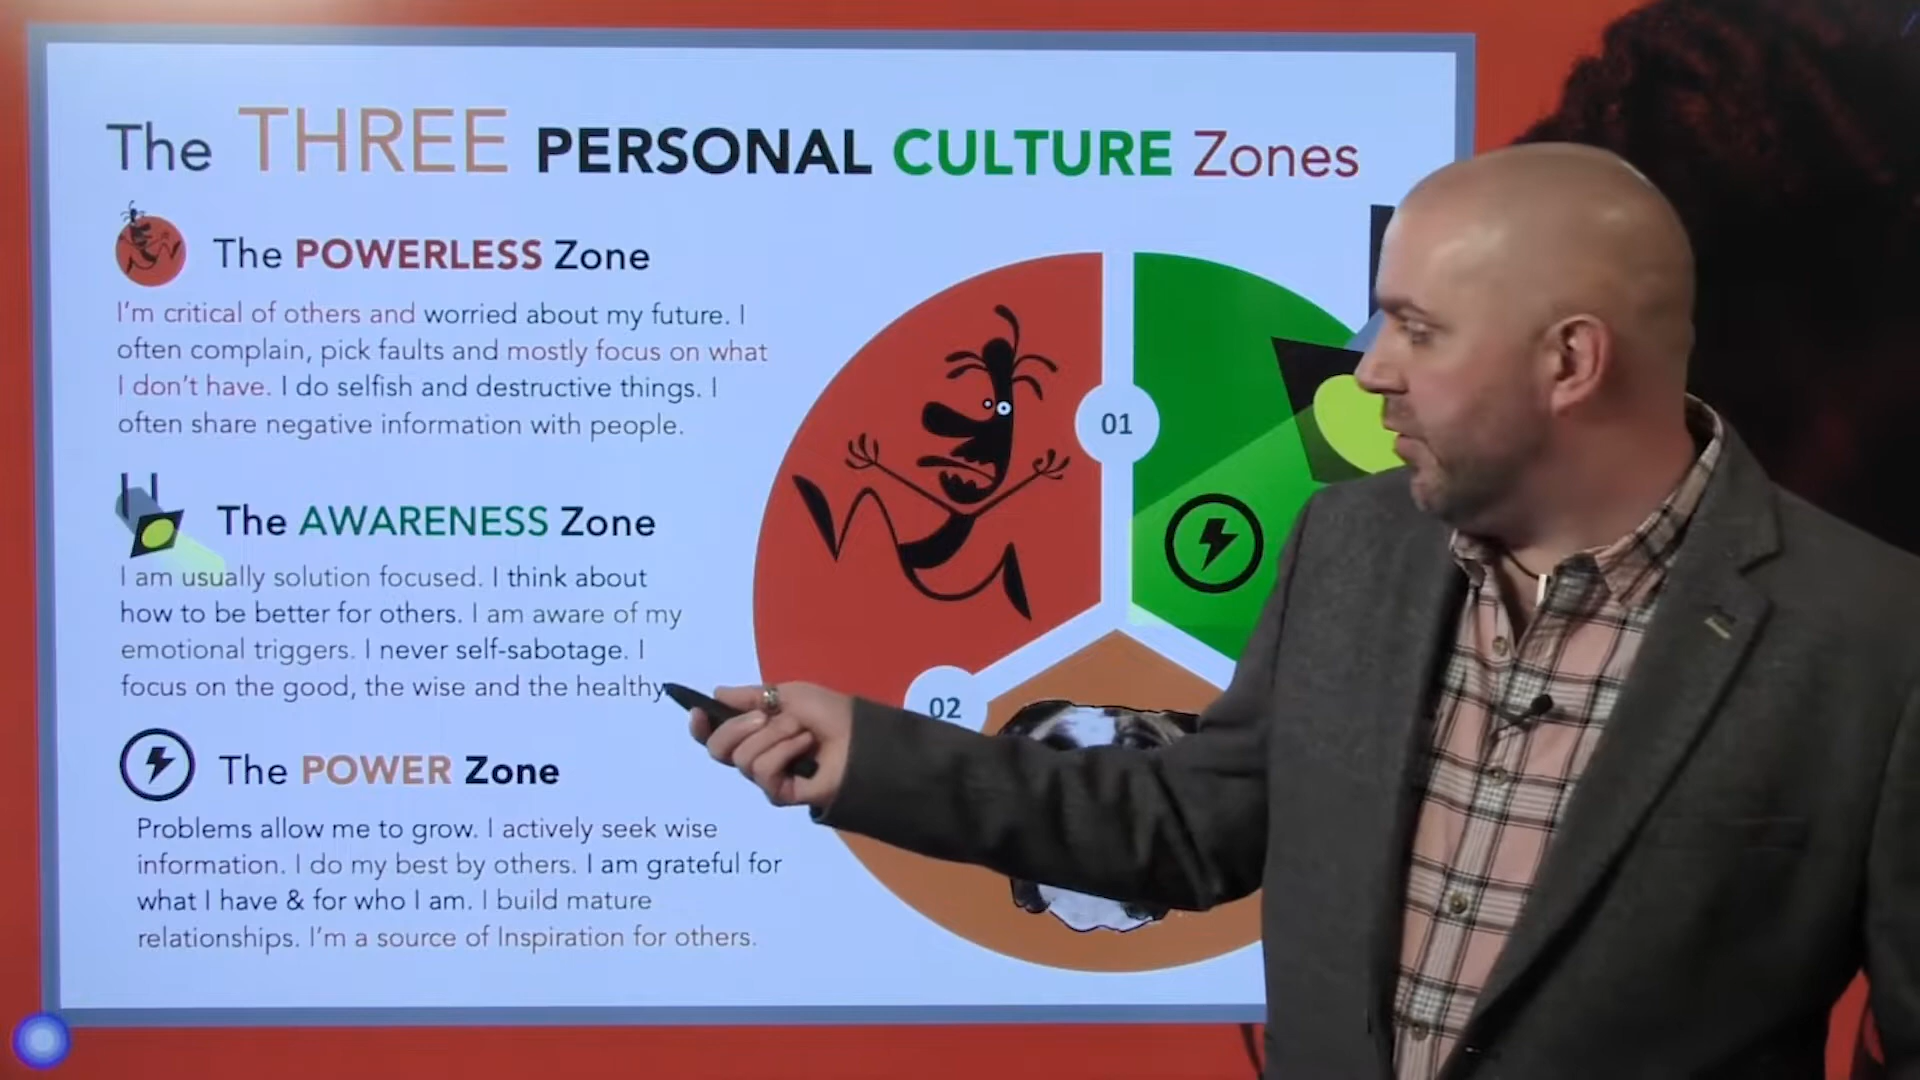 The THREE PERSONAL CULTURE Zones
The POWERLESS Zone
I'm critical of others and worried about my future. I
often complain, pick faults and mostly focus on what
I don't have. I do selfish and destructive things. I
often share negative information with people.
The AWARENESS Zone
I am usually solution focused. I think about
how to be better for others. I am aware of my
emotional triggers. I never self-sabotage. I
focus on the good, the wise and the healthy
The POWER Zone
Problems allow me to grow. I actively seek wise
information. I do my best by others. I am grateful for
what I have & for who I am. I build mature
relationships. I'm a source of Inspiration for others.
01
02